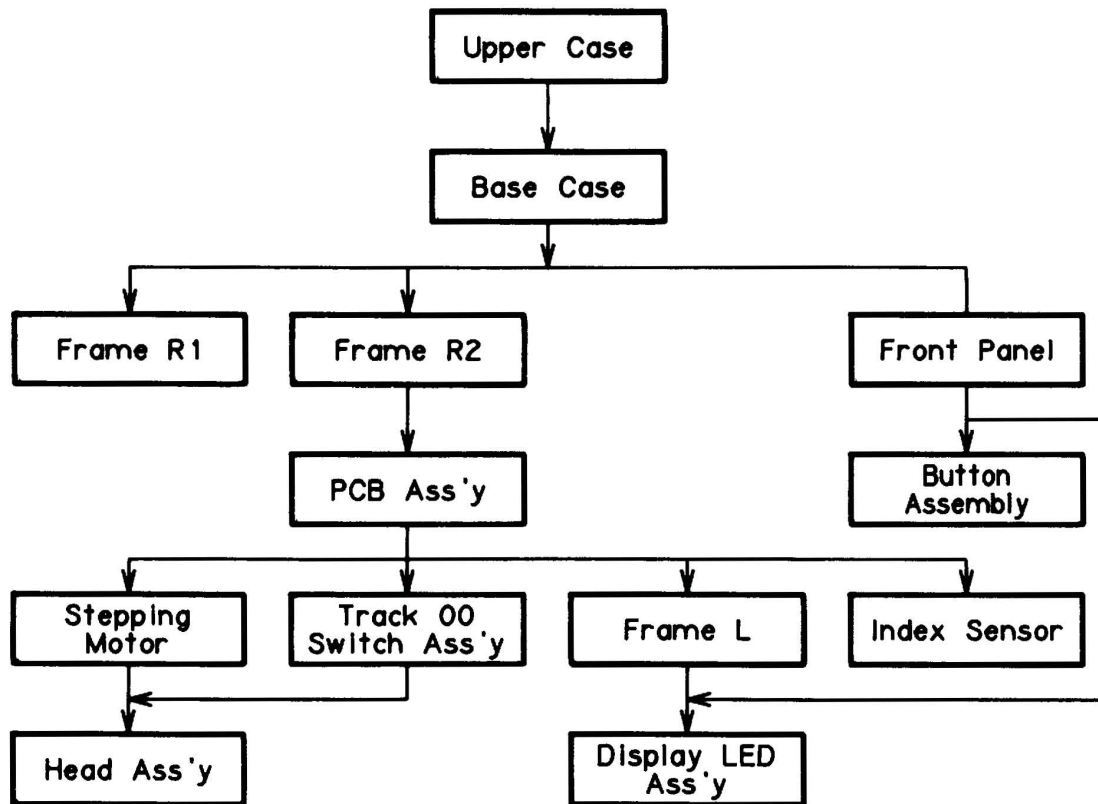 Upper Case
Base Case
Frame R1
Frame R2
Front Panel
PCB Ass'y
Button
Assembly
Stepping
Motor
Track 00
Switch Ass'y
Frame L
Index Sensor
Head Ass'y
Display LED
Ass'y